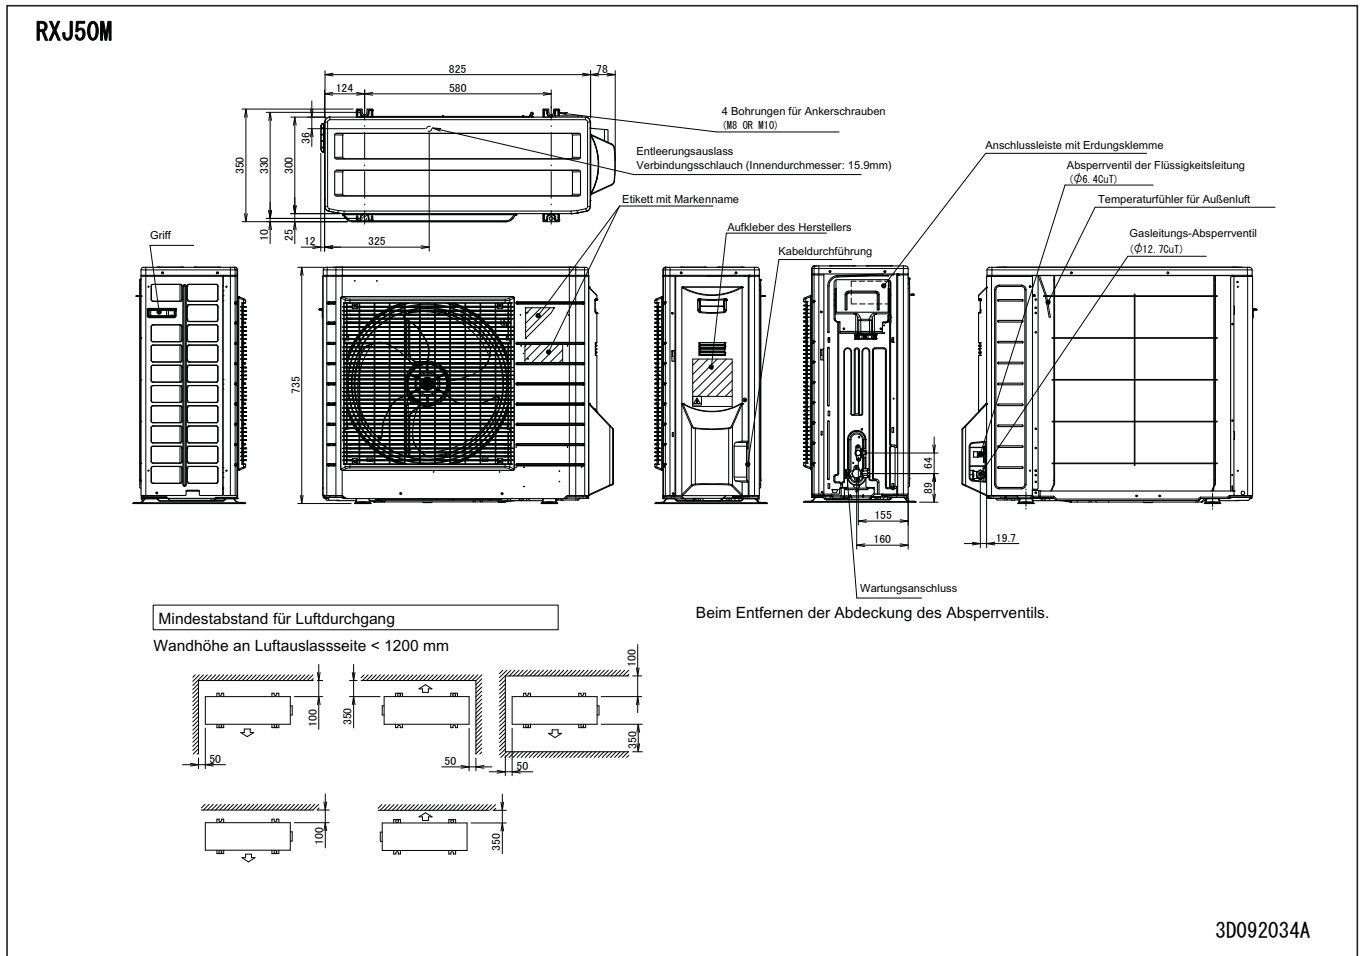 RXJ50M
825
78
124
580
350
330
300
36
10
25
12
325
4 Bohrungen für Ankerschrauben
(M8 OR M10)
Entleerungsauslass
Verbindungsschlauch (Innendurchmesser: 15.9mm)
Etikett mit Markenname
Anschlussleiste mit Erdungsklemme
Absperrventil der Flüssigkeitsleitung
(Φ6.4CuT)
Temperaturfühler für Außenluft
Gasleitungs-Absperrventil
(Φ12.7CuT)
Griff
Aufkleber des Herstellers
Kabeldurchführung
735
64
89
155
160
19.7
Wartungsanschluss
Beim Entfernen der Abdeckung des Absperrventils.
Mindestabstand für Luftdurchgang
Wandhöhe an Luftauslassseite < 1200 mm
100
50
350
50
100
350
50
100
350
3D092034A